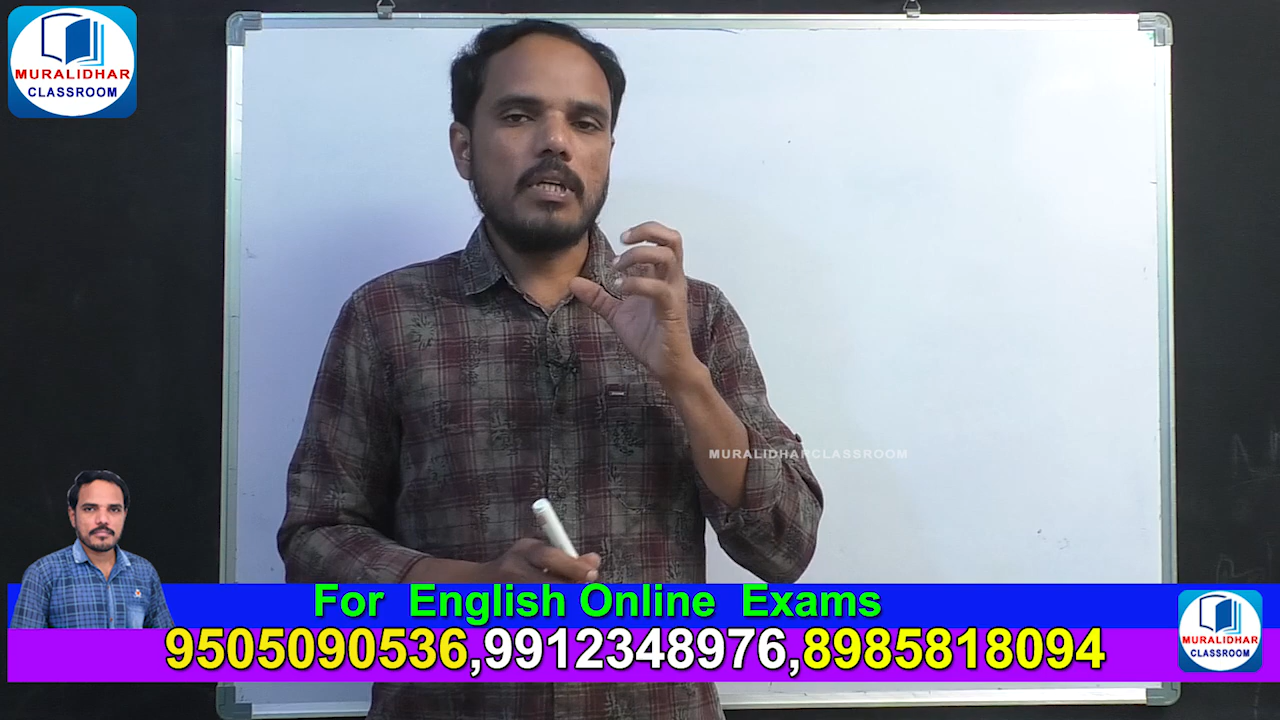 MURALIDHAR
CLASSROOM
MURALIDHARCLASSROOM
For English Online Exams
9505090536,9912348976,8985818094
MURALIDHAR
CLASSROOM